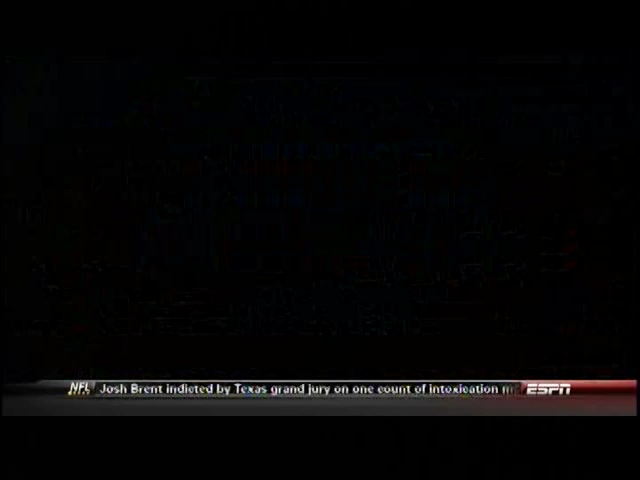 NFL Josh Brent indicted by Texas grand jury on one count of intoxication m ESPN